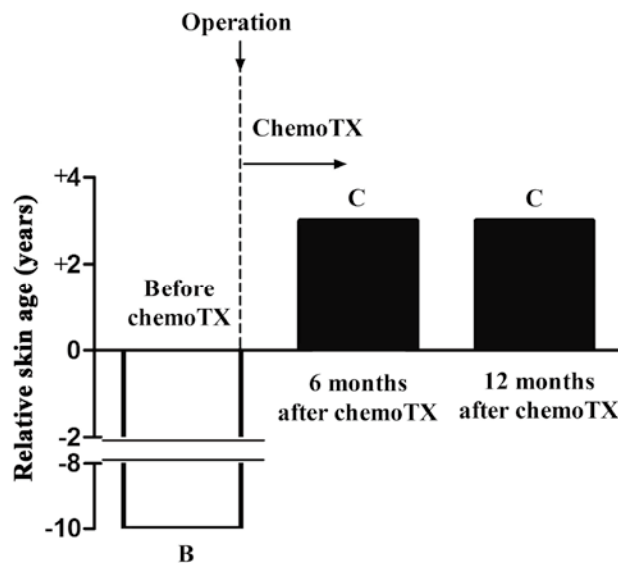 Operation
ChemoTX
+4
C
C
+2
Before
chemoTX
Relative skin age (years)
0
6 months
after chemoTX
12 months
after chemoTX
-2
-8
-10
B